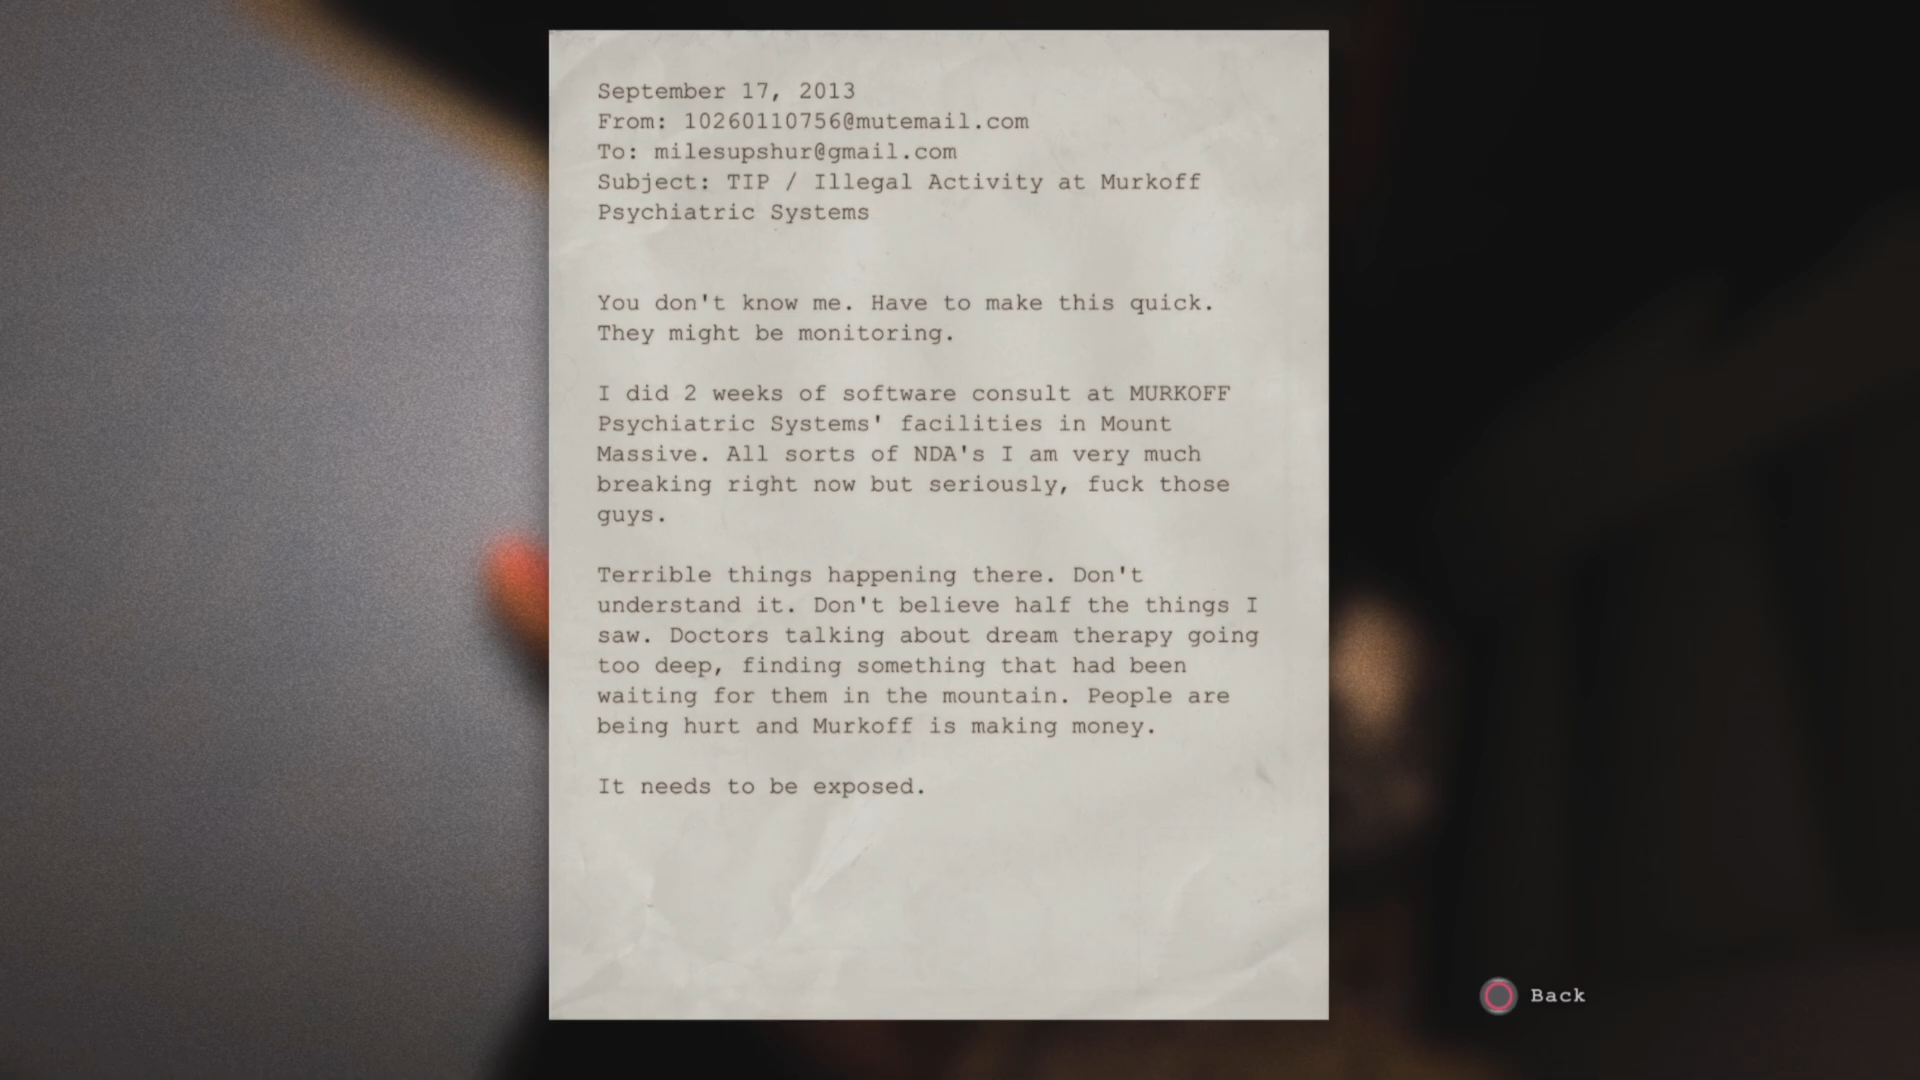 September 17, 2013
From: 10260110756@mutemail.com
To: milesupshur@gmail.com
Subject: TIP / Illegal Activity at Murkoff
Psychiatric Systems
You don't know me. Have to make this quick.
They might be monitoring.
I did 2 weeks of software consult at MURKOFF
Psychiatric Systems' facilities in Mount
Massive. All sorts of NDA's I am very much
breaking right now but seriously, fuck those
guys.
Terrible things happening there. Don't
understand it. Don't believe half the things I
saw. Doctors talking about dream therapy going
too deep, finding something that had been
waiting for them in the mountain. People are
being hurt and Murkoff is making money.
It needs to be exposed.
Back